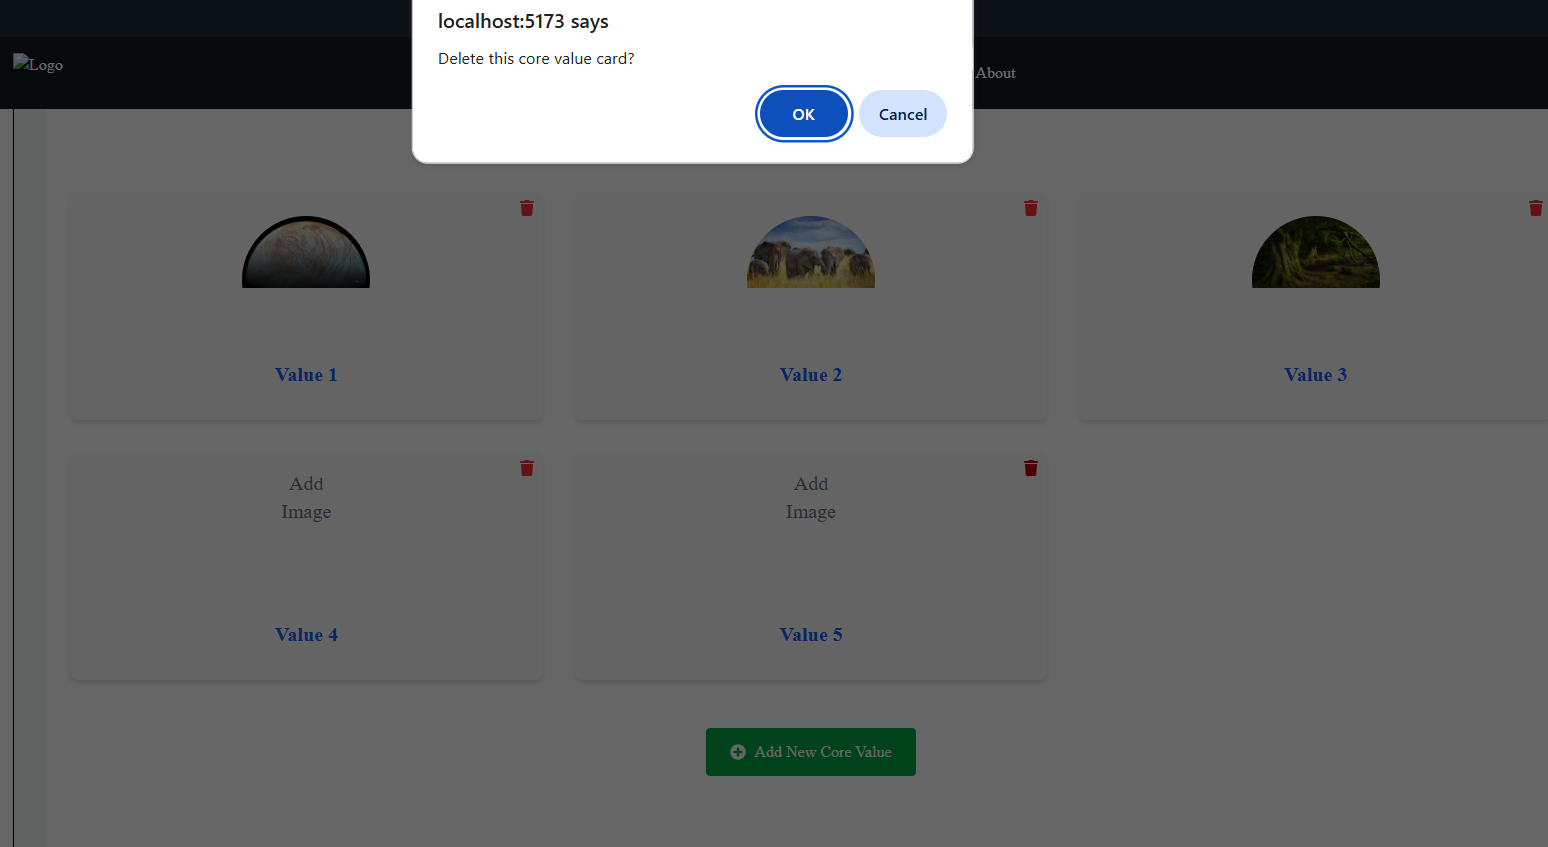 localhost:5173 says
Delete this core value card?
OK
Cancel
Logo
About
Value 1
Value 2
Value 3
Add
Image
Add
Image
Value 4
Value 5
Add New Core Value